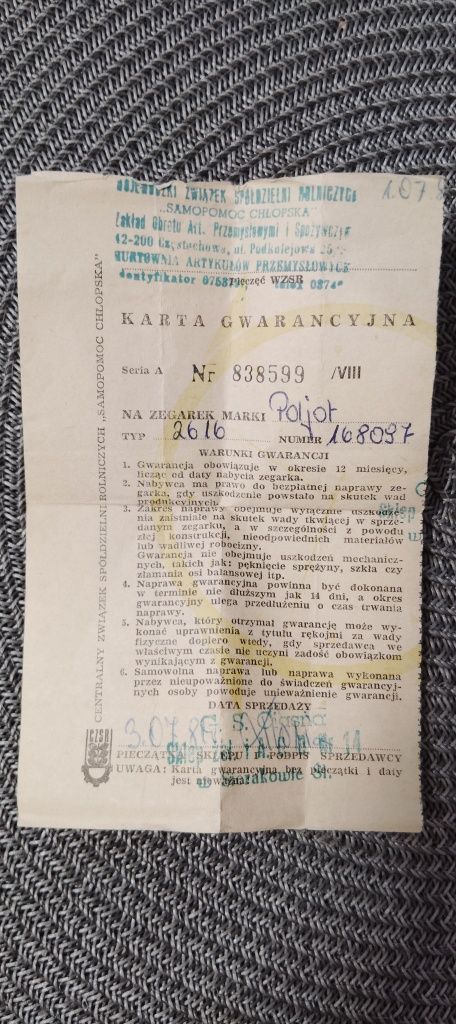 WOJEWÓDZKI ZWIĄZEK SPÓŁDZIELNI ROLNICZYCH
„SAMOPOMOC CHŁOPSKA”
Zakład Obrotu Art. Przemysłowymi i Spożywczymi
42-200 Częstochowa, ul. Podkolejowa
HURTOWNIA ARTYKUŁÓW PRZEMYSŁOWYCH
Pieczęć WZSR
KARTA GWARANCYJNA
Seria A Nr 838599 /VIII
NA ZEGAREK MARKI Poljot
TYP 2616 NUMER 168097
WARUNKI GWARANCJI
1. Gwarancja obowiązuje w okresie 12 miesięcy,
licząc od daty nabycia zegarka.
2. Nabywca ma prawo do bezpłatnej naprawy ze-
garka, gdy uszkodzenie powstało na skutek wad
produkcyjnych.
3. Zakres naprawy obejmuje wyłącznie uszkodze-
nia zaistniałe na skutek wady tkwiącej w sprze-
danym zegarku, a w szczególności z powodu
złej konstrukcji, nieodpowiednich materiałów
lub wadliwej robocizny.
Gwarancja nie obejmuje uszkodzeń mechanicz-
nych, takich jak: pęknięcie sprężyny, szkła czy
złamania osi balansowej itp.
4. Naprawa gwarancyjna powinna być dokonana
w terminie nie dłuższym jak 14 dni, a okres
gwarancyjny ulega przedłużeniu o czas trwania
naprawy.
5. Nabywca, który otrzymał gwarancję może wy-
konać uprawnienia z tytułu rękojmi za wady
fizyczne dopiero wtedy, gdy sprzedawca we
właściwym czasie nie uczyni zadość obowiązkom
wynikającym z gwarancji.
6. Samowolna naprawa lub naprawa wykonana
przez nieupoważnione do świadczeń gwarancyj-
nych osoby powoduje unieważnienie gwarancji.
DATA SPRZEDAŻY
G. S.
14
PIECZĄTKA SKLEPU I PODPIS SPRZEDAWCY
UWAGA: Karta gwarancyjna bez pieczątki i daty
jest nieważna.
CENTRALNY ZWIĄZEK SPÓŁDZIELNI ROLNICZYCH „SAMOPOMOC CHŁOPSKA”
CZSR